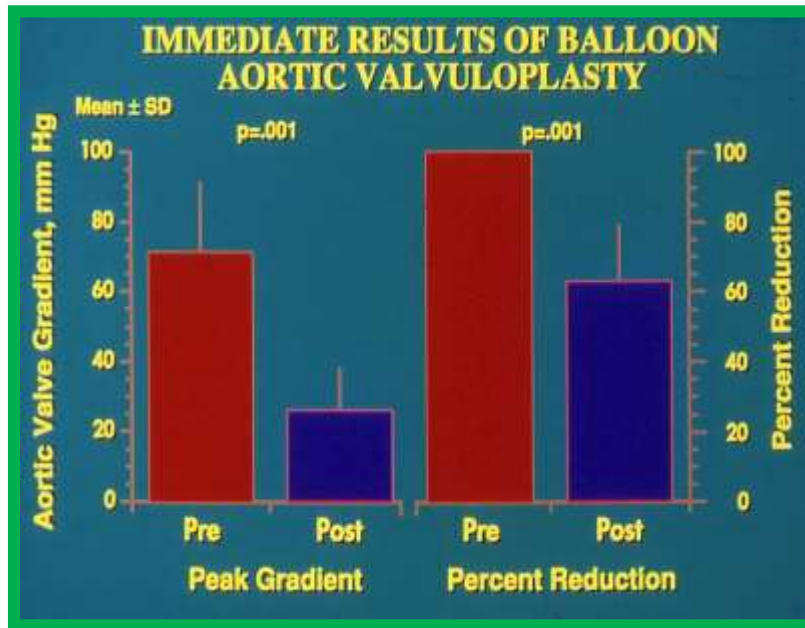 IMMEDIATE RESULTS OF BALLOON
AORTIC VALVULOPLASTY
Mean ± SD
p=.001
p=.001
Aortic Valve Gradient, mm Hg
100
80
60
40
20
0
100
80
60
40
20
0
Percent Reduction
Pre
Post
Pre
Post
Peak Gradient
Percent Reduction